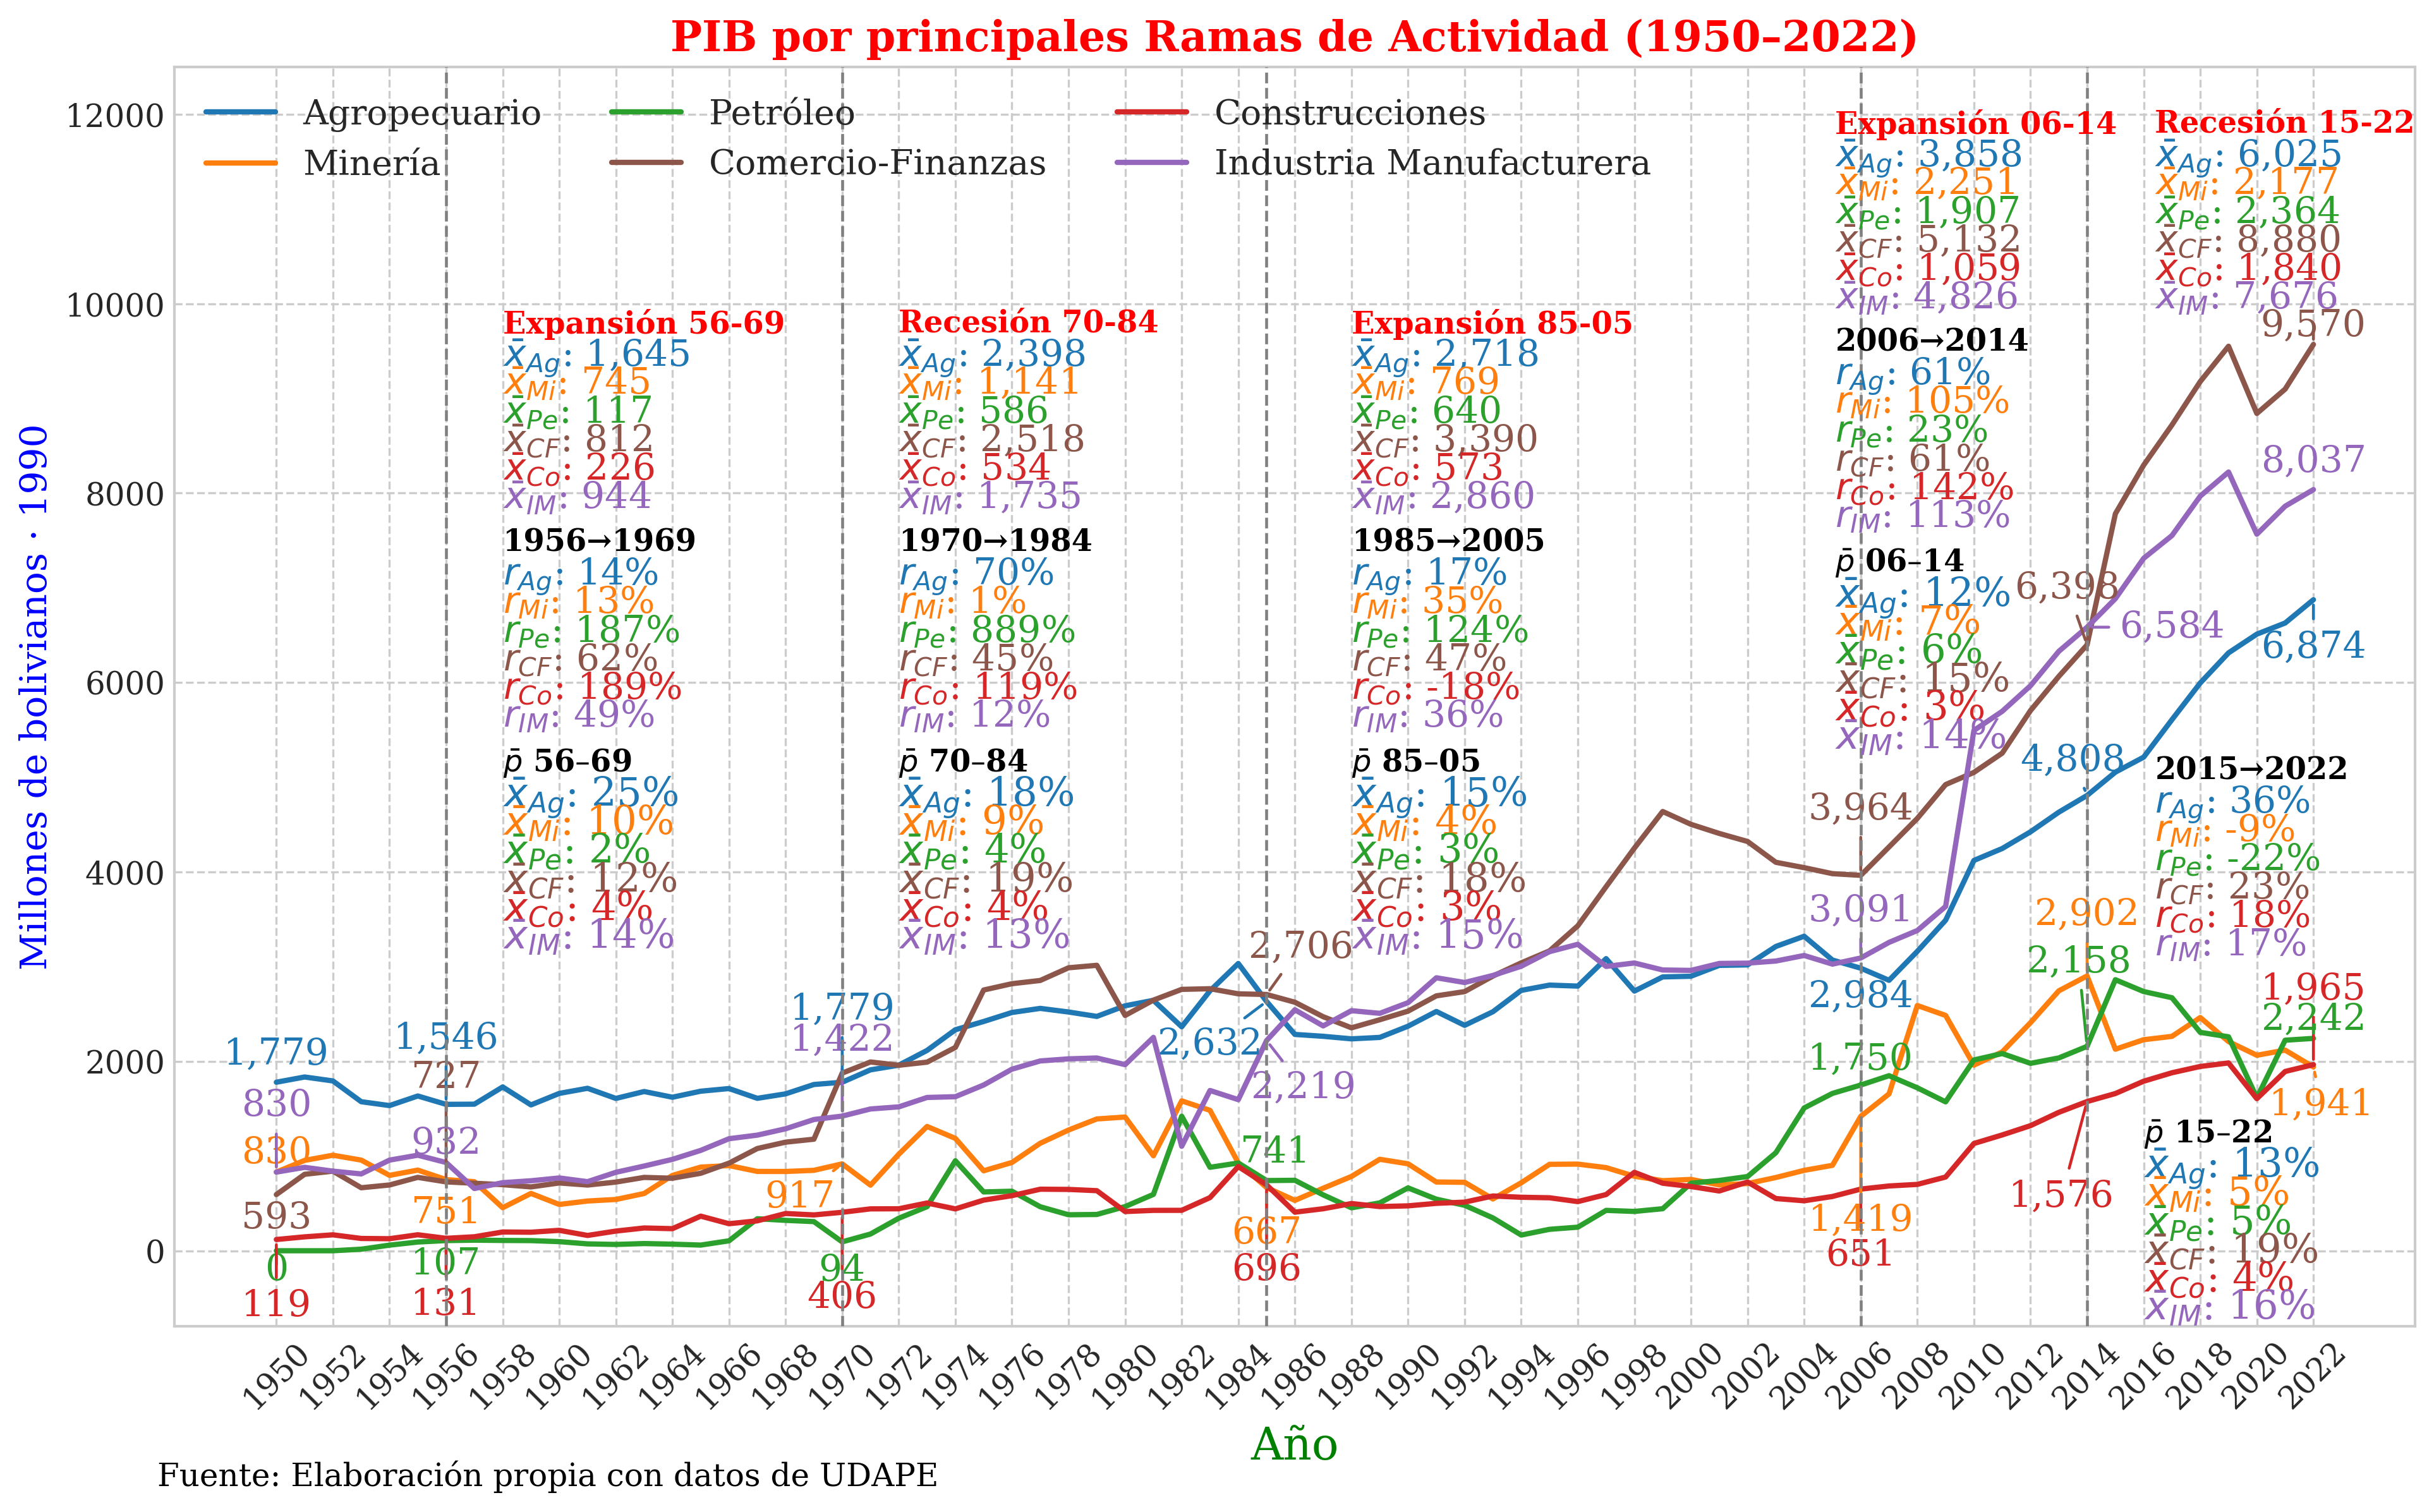 PIB por principales Ramas de Actividad (1950–2022)
Agropecuario
Minería
Petróleo
Comercio-Finanzas
Construcciones
Industria Manufacturera
Millones de bolivianos · 1990
12000
10000
8000
6000
4000
2000
0
Expansión 56-69
x̄Ag: 1,645
x̄Mi: 745
x̄Pe: 117
x̄CF: 812
x̄Co: 226
x̄IM: 944
1956→1969
rAg: 14%
rMi: 13%
rPe: 187%
rCF: 62%
rCo: 189%
rIM: 49%
p̄ 56–69
x̄Ag: 25%
x̄Mi: 10%
x̄Pe: 2%
x̄CF: 12%
x̄Co: 4%
x̄IM: 14%
Recesión 70-84
x̄Ag: 2,398
x̄Mi: 1,141
x̄Pe: 586
x̄CF: 2,518
x̄Co: 534
x̄IM: 1,735
1970→1984
rAg: 70%
rMi: 1%
rPe: 889%
rCF: 45%
rCo: 119%
rIM: 12%
p̄ 70–84
x̄Ag: 18%
x̄Mi: 9%
x̄Pe: 4%
x̄CF: 19%
x̄Co: 4%
x̄IM: 13%
Expansión 85-05
x̄Ag: 2,718
x̄Mi: 769
x̄Pe: 640
x̄CF: 3,390
x̄Co: 573
x̄IM: 2,860
1985→2005
rAg: 17%
rMi: 35%
rPe: 124%
rCF: 47%
rCo: -18%
rIM: 36%
p̄ 85–05
x̄Ag: 15%
x̄Mi: 4%
x̄Pe: 3%
x̄CF: 18%
x̄Co: 3%
x̄IM: 15%
Expansión 06-14
x̄Ag: 3,858
x̄Mi: 2,251
x̄Pe: 1,907
x̄CF: 5,132
x̄Co: 1,059
x̄IM: 4,826
2006→2014
rAg: 61%
rMi: 105%
rPe: 23%
rCF: 61%
rCo: 142%
rIM: 113%
p̄ 06–14
x̄Ag: 12%
x̄Mi: 7%
x̄Pe: 6%
x̄CF: 15%
x̄Co: 3%
x̄IM: 14%
Recesión 15-22
x̄Ag: 6,025
x̄Mi: 2,177
x̄Pe: 2,364
x̄CF: 8,880
x̄Co: 1,840
x̄IM: 7,676
2015→2022
rAg: 36%
rMi: -9%
rPe: -22%
rCF: 23%
rCo: 18%
rIM: 17%
p̄ 15–22
x̄Ag: 13%
x̄Mi: 5%
x̄Pe: 5%
x̄CF: 19%
x̄Co: 4%
x̄IM: 16%
1,779
830
830
593
0
119
1,546
727
932
751
107
131
1,779
1,422
917
94
406
2,706
2,632
2,219
741
667
696
3,964
3,091
2,984
1,750
1,419
651
6,398
6,584
4,808
2,902
2,158
1,576
9,570
8,037
6,874
1,965
2,242
1,941
1950
1952
1954
1956
1958
1960
1962
1964
1966
1968
1970
1972
1974
1976
1978
1980
1982
1984
1986
1988
1990
1992
1994
1996
1998
2000
2002
2004
2006
2008
2010
2012
2014
2016
2018
2020
2022
Año
Fuente: Elaboración propia con datos de UDAPE